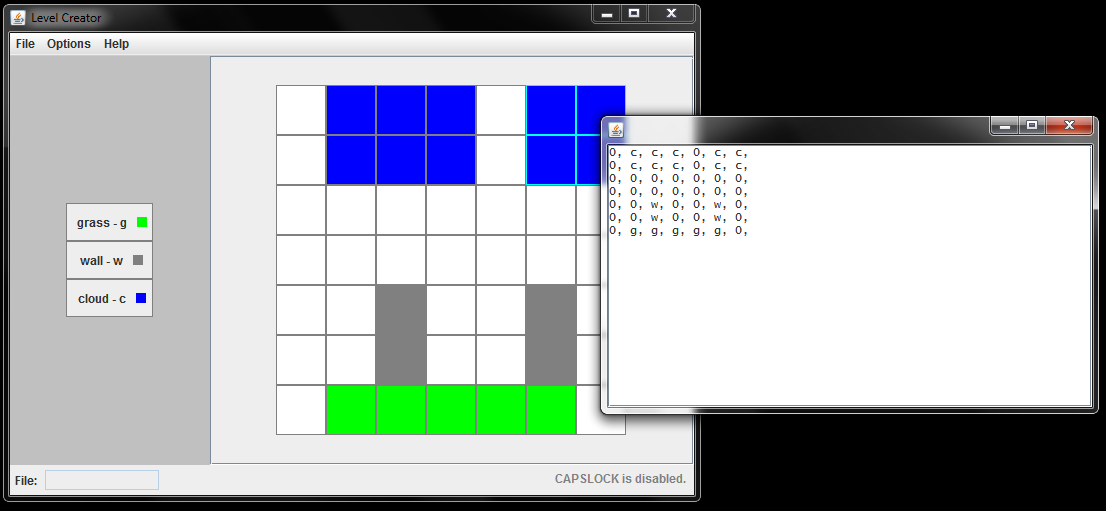 Level Creator
File Options Help
grass - g
wall - w
cloud - c
File:
CAPSLOCK is disabled.
0, c, c, c, 0, c, c,
0, c, c, c, 0, c, c,
0, 0, 0, 0, 0, 0, 0,
0, 0, 0, 0, 0, 0, 0,
0, 0, w, 0, 0, w, 0,
0, 0, w, 0, 0, w, 0,
0, g, g, g, g, g, 0,